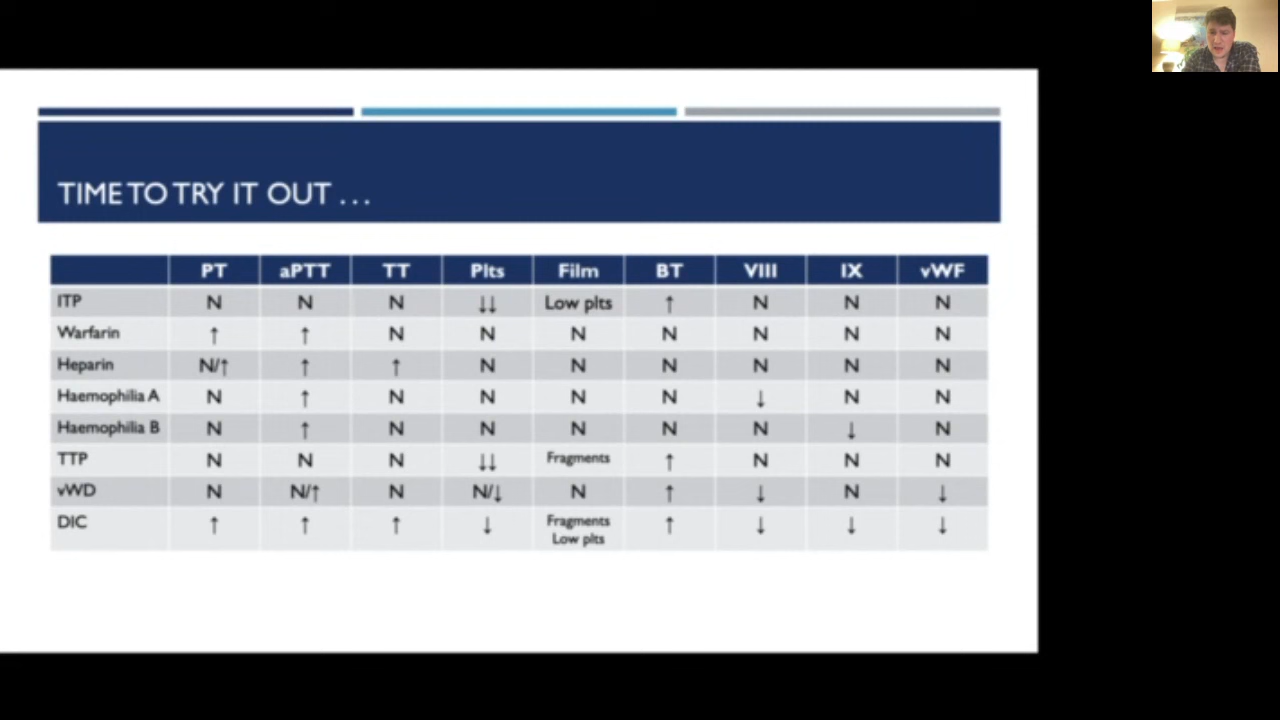 TIME TO TRY IT OUT ...
PT aPTT TT Plts Film BT VIII IX vWF
ITP N N N ↓↓ Low plts ↑ N N N
Warfarin ↑ ↑ N N N N N N N
Heparin N/↑ ↑ ↑ N N N N N N
Haemophilia A N ↑ N N N N ↓ N N
Haemophilia B N ↑ N N N N N ↓ N
TTP N N N ↓↓ Fragments ↑ N N N
vWD N N/↑ N N/↓ N ↑ ↓ N ↓
DIC ↑ ↑ ↑ ↓ Fragments ↑ ↓ ↓ ↓
Low plts